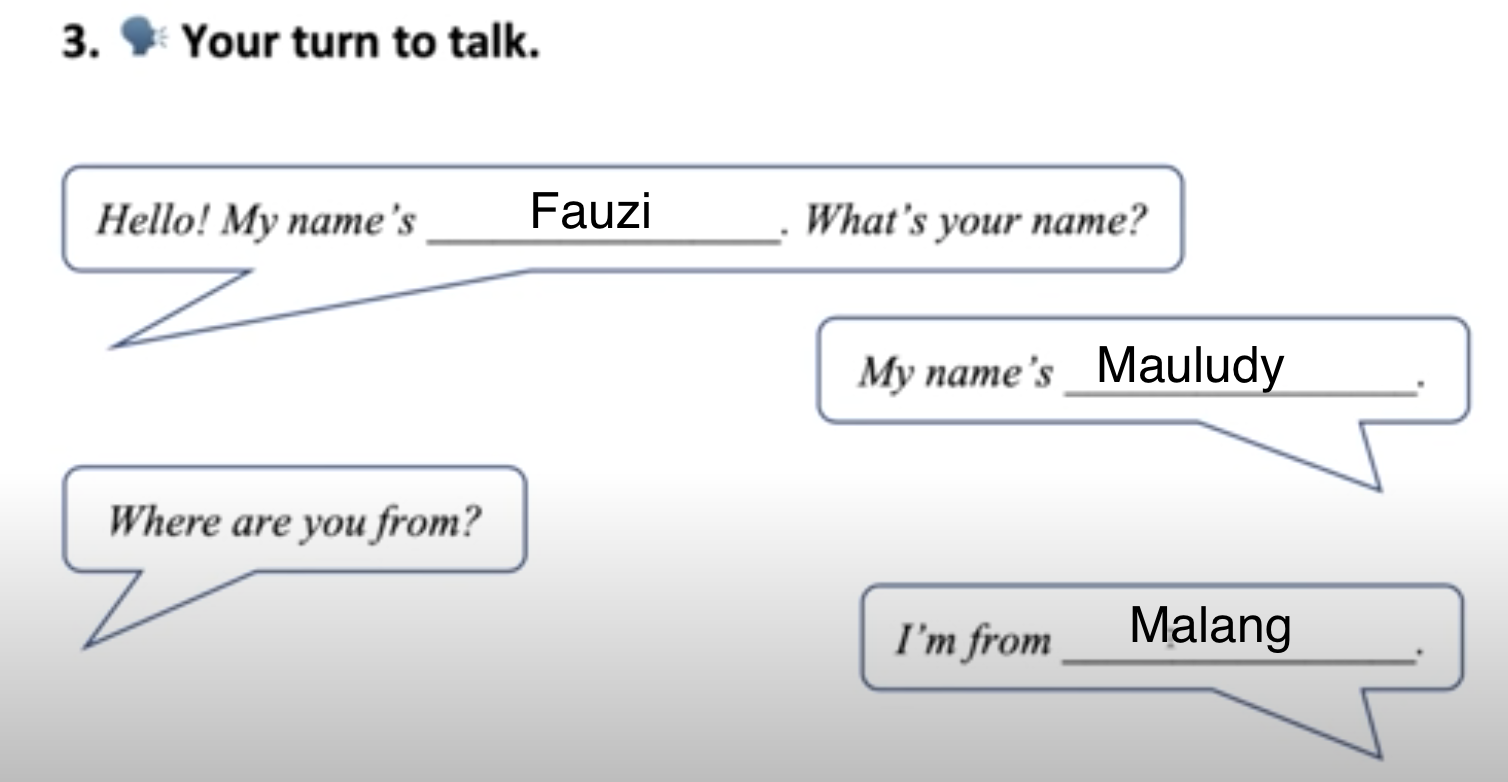 3. 🗣 Your turn to talk.
Hello! My name's Fauzi. What's your name?
My name's Mauludy.
Where are you from?
I'm from Malang.